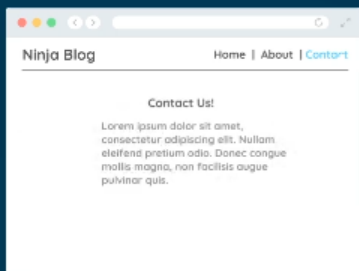 Ninja Blog
Home | About | Contact
Contact Us!
Lorem ipsum dolor sit amet,
consectetur adipiscing elit. Nullam
eleifend pretium odio. Donec congue
mollis magna, non facilisis augue
pulvinar quis.